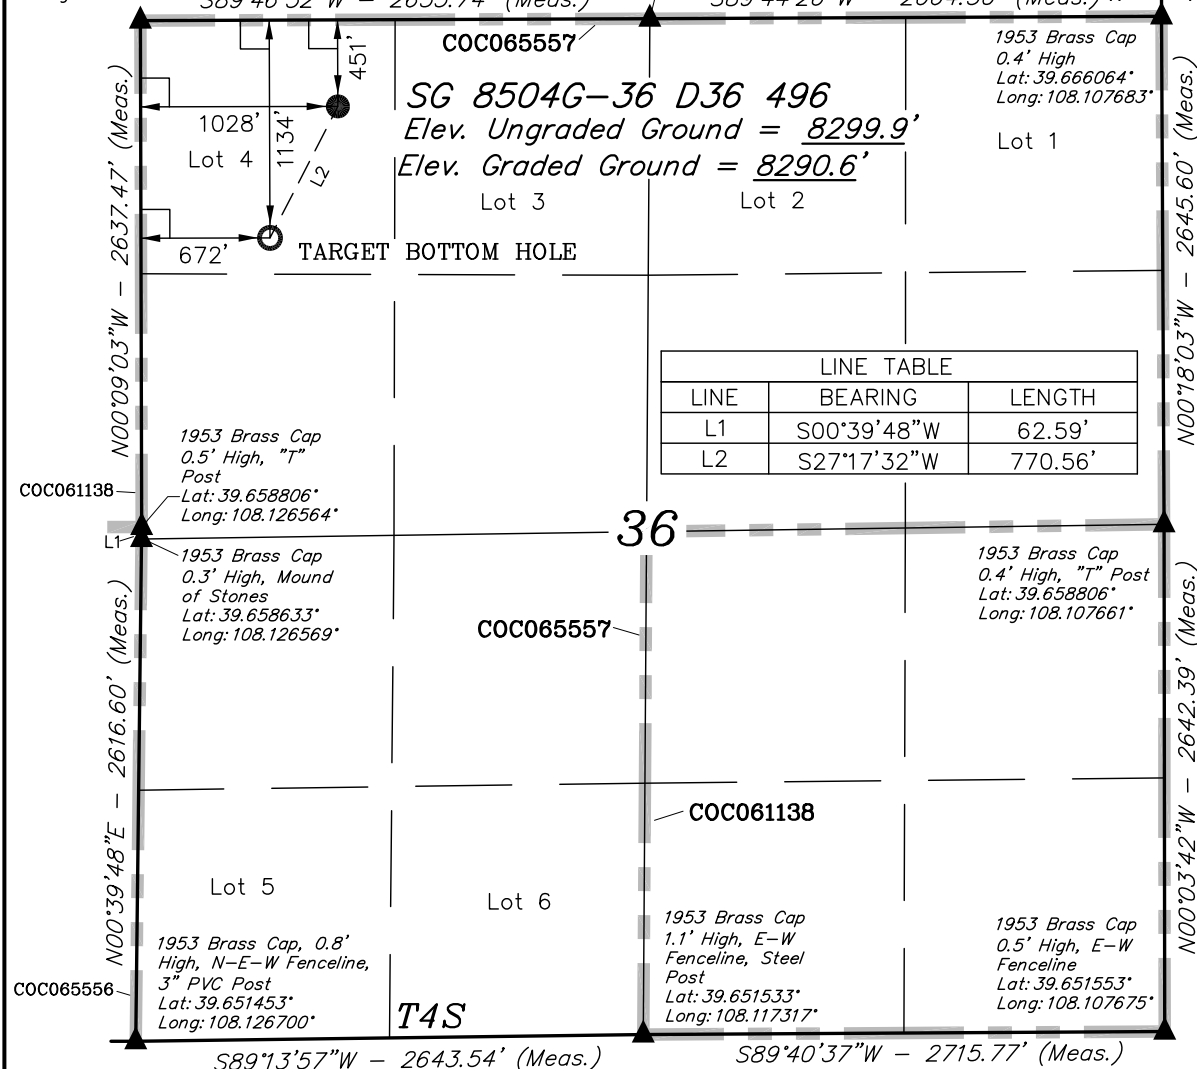 COC065557
SG 8504G-36 D36 496
Elev. Ungraded Ground = 8299.9'
Elev. Graded Ground = 8290.6'
451'
1028'
1134'
Lot 4
L2
672'
TARGET BOTTOM HOLE
Lot 3
Lot 2
Lot 1
1953 Brass Cap
0.4' High
Lat: 39.666064°
Long: 108.107683°
N00°09'03"W - 2637.47' (Meas.)
N00°18'03"W - 2645.60' (Meas.)
LINE TABLE
LINE BEARING LENGTH
L1 S00°39'48"W 62.59'
L2 S27°17'32"W 770.56'
1953 Brass Cap
0.5' High, "T"
Post
Lat: 39.658806°
Long: 108.126564°
COC061138
L1
36
1953 Brass Cap
0.3' High, Mound
of Stones
Lat: 39.658633°
Long: 108.126569°
1953 Brass Cap
0.4' High, "T" Post
Lat: 39.658806°
Long: 108.107661°
COC065557
N00°39'48"E - 2616.60' (Meas.)
N00°03'42"W - 2642.39' (Meas.)
COC061138
Lot 5
Lot 6
1953 Brass Cap, 0.8'
High, N-E-W Fenceline,
3" PVC Post
Lat: 39.651453°
Long: 108.126700°
COC065556
T4S
1953 Brass Cap
1.1' High, E-W
Fenceline, Steel
Post
Lat: 39.651533°
Long: 108.117317°
1953 Brass Cap
0.5' High, E-W
Fenceline
Lat: 39.651553°
Long: 108.107675°
S89°13'57"W - 2643.54' (Meas.)
S89°40'37"W - 2715.77' (Meas.)